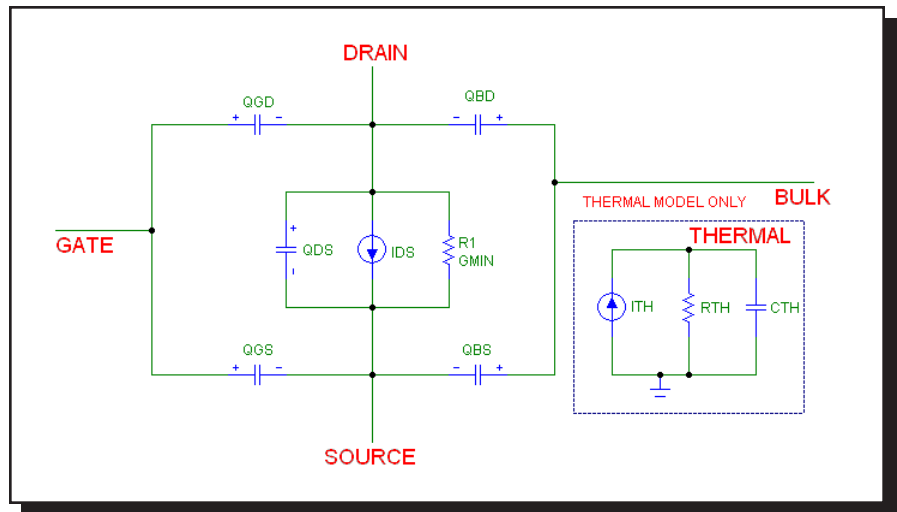 DRAIN
QGD
QBD
+ -
- +
THERMAL MODEL ONLY
BULK
GATE
THERMAL
+
QDS
-
IDS
R1
GMIN
ITH
RTH
CTH
QGS
QBS
+ -
- +
SOURCE